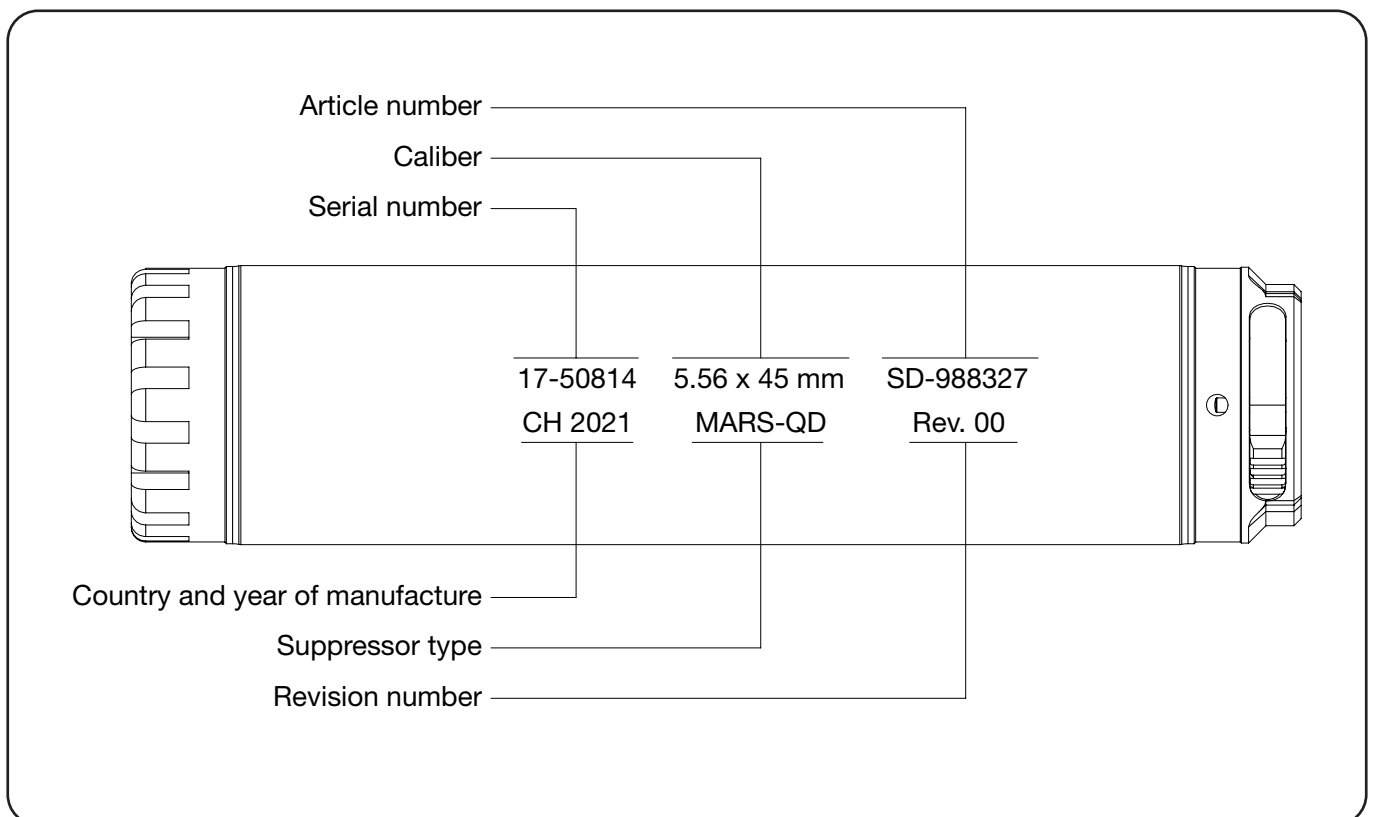 Article number
Caliber
Serial number
17-50814 5.56 x 45 mm SD-988327
CH 2021 MARS-QD Rev. 00
Country and year of manufacture
Suppressor type
Revision number